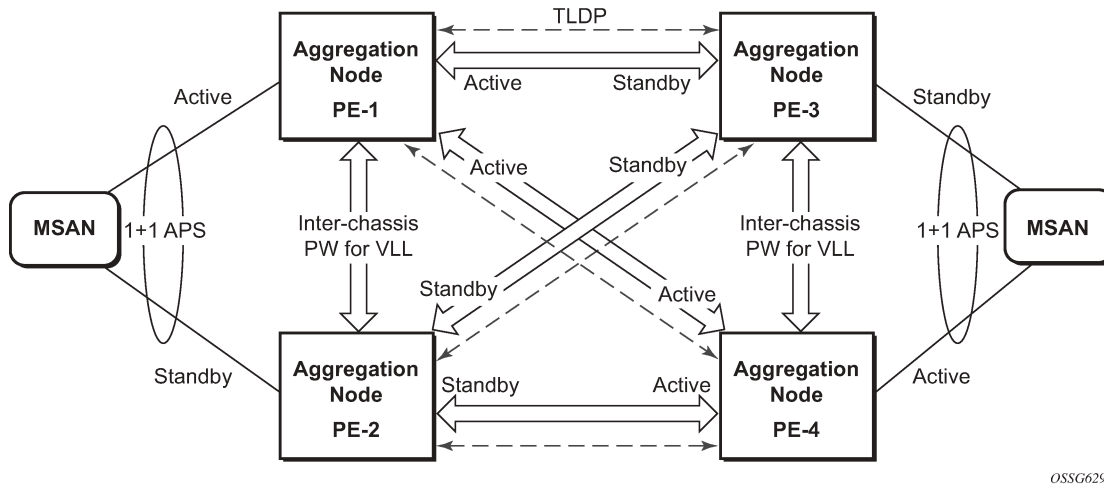 TLDP
Aggregation
Node
PE-1
Active
Standby
Aggregation
Node
PE-3
Active
Standby
Active
Standby
MSAN
1+1 APS
Inter-chassis
PW for VLL
Inter-chassis
PW for VLL
1+1 APS
MSAN
Standby
Active
Standby
Aggregation
Node
PE-2
Standby
Active
Aggregation
Node
PE-4
Active
OSSG629